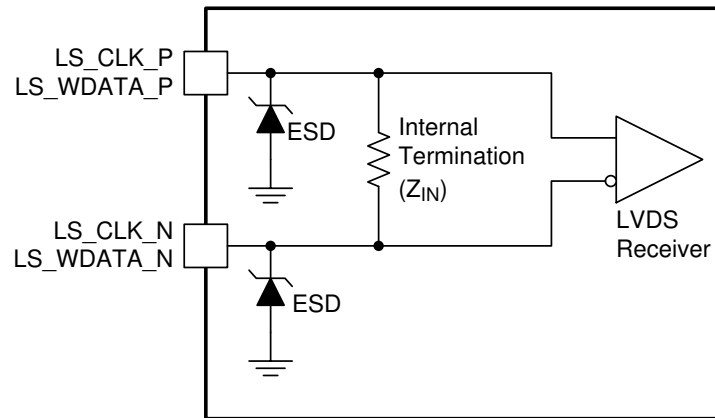 LS_CLK_P
LS_WDATA_P
ESD
Internal
Termination
(Z_IN)
LS_CLK_N
LS_WDATA_N
ESD
LVDS
Receiver